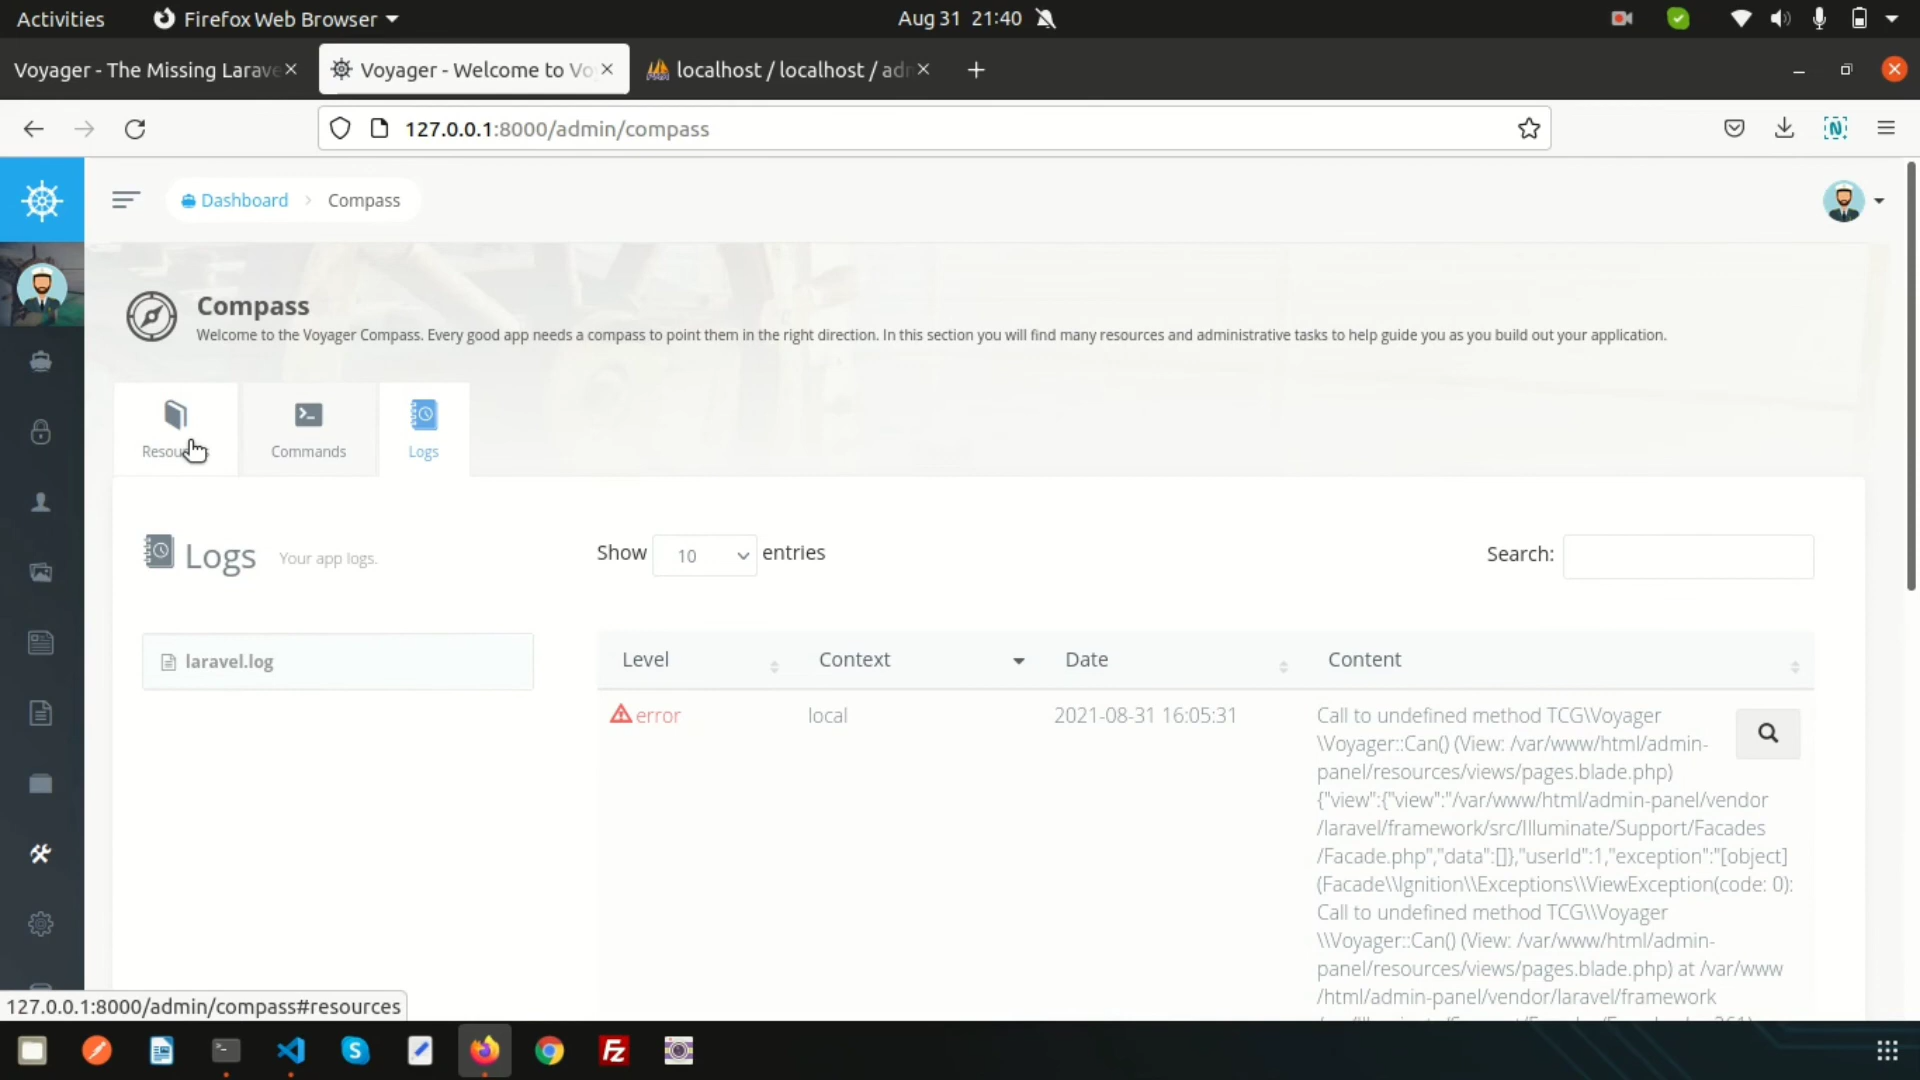 Activities
Firefox Web Browser
Aug 31 21:40
Voyager - The Missing Larave
Voyager - Welcome to Vo
localhost / localhost / adm
127.0.0.1:8000/admin/compass
Dashboard
Compass
Compass
Welcome to the Voyager Compass. Every good app needs a compass to point them in the right direction. In this section you will find many resources and administrative tasks to help guide you as you build out your application.
Commands
Logs
Logs
Your app logs.
Show 10 entries
Search:
laravel.log
Level
Context
Date
Content
error
local
2021-08-31 16:05:31
Call to undefined method TCG\Voyager
\Voyager::Can() (View: /var/www/html/admin-
panel/resources/views/pages.blade.php)
{"view":{"view":"/var/www/html/admin-panel/vendor
/laravel/framework/src/Illuminate/Support/Facades
/Facade.php","data":[]},"userId":1,"exception":"[object]
(Facade\\Ignition\\Exceptions\\ViewException(code: 0):
Call to undefined method TCG\\Voyager
\\Voyager::Can() (View: /var/www/html/admin-
panel/resources/views/pages.blade.php) at /var/www
/html/admin-panel/vendor/laravel/framework
127.0.0.1:8000/admin/compass#resources